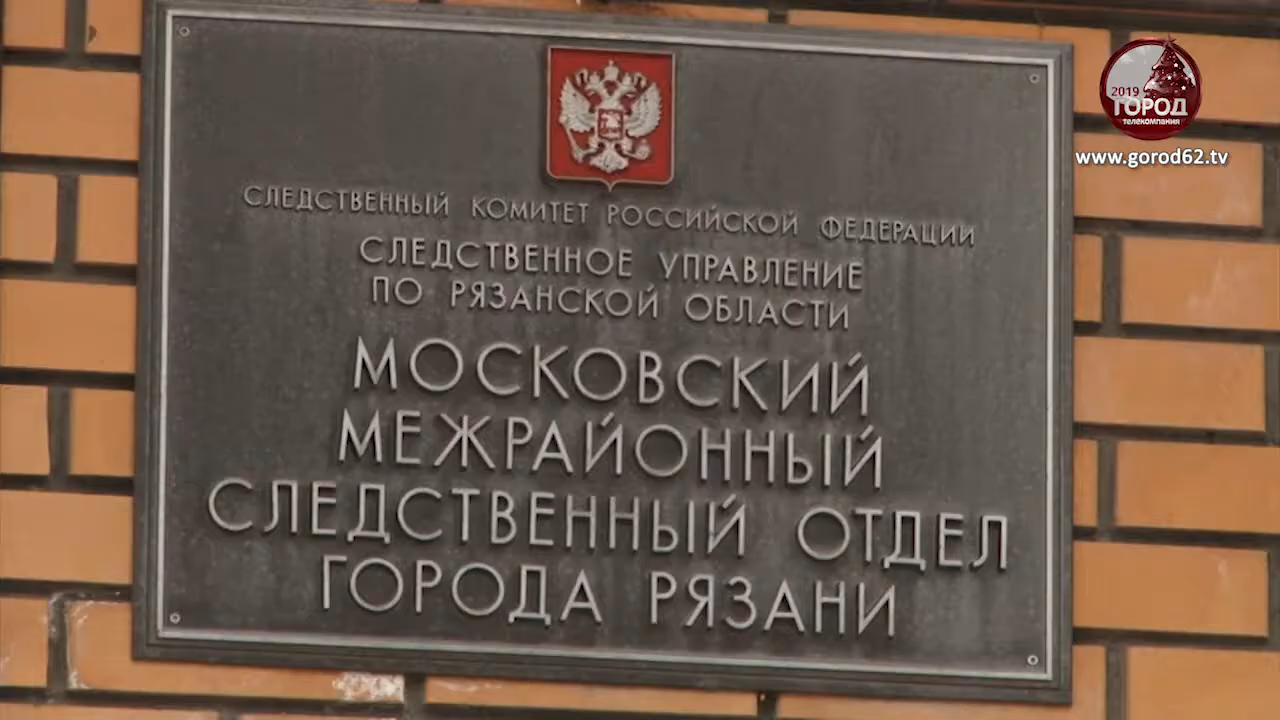 2019
ГОРОД
телекомпания
www.gorod62.tv
СЛЕДСТВЕННЫЙ КОМИТЕТ РОССИЙСКОЙ ФЕДЕРАЦИИ
СЛЕДСТВЕННОЕ УПРАВЛЕНИЕ
ПО РЯЗАНСКОЙ ОБЛАСТИ
МОСКОВСКИЙ
МЕЖРАЙОННЫЙ
СЛЕДСТВЕННЫЙ ОТДЕЛ
ГОРОДА РЯЗАНИ